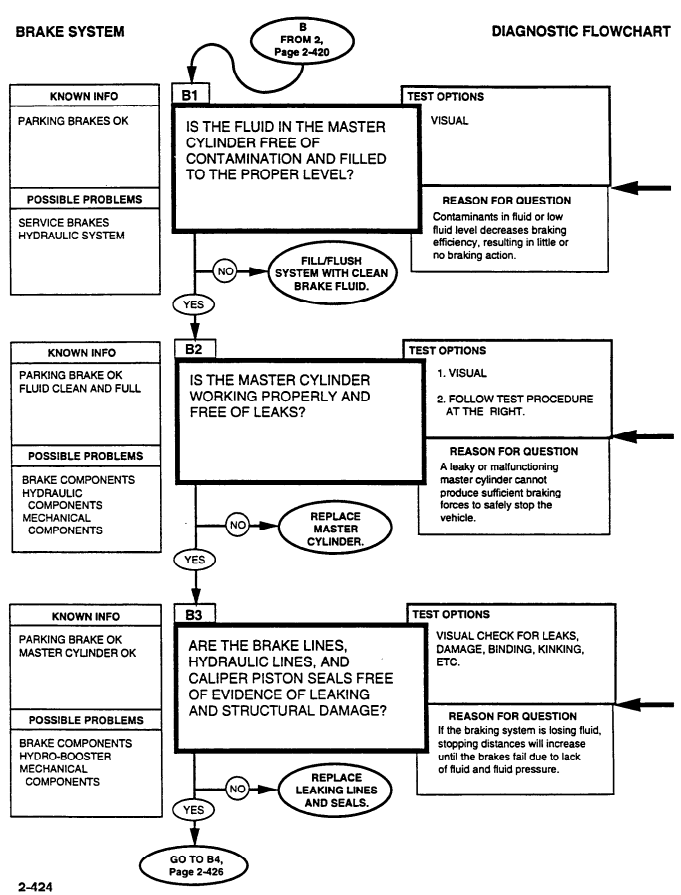 BRAKE SYSTEM
DIAGNOSTIC FLOWCHART
B
FROM 2,
Page 2-420
KNOWN INFO
PARKING BRAKES OK
POSSIBLE PROBLEMS
SERVICE BRAKES
HYDRAULIC SYSTEM
B1
IS THE FLUID IN THE MASTER
CYLINDER FREE OF
CONTAMINATION AND FILLED
TO THE PROPER LEVEL?
TEST OPTIONS
VISUAL
REASON FOR QUESTION
Contaminants in fluid or low
fluid level decreases braking
efficiency, resulting in little or
no braking action.
NO
FILL/FLUSH
SYSTEM WITH CLEAN
BRAKE FLUID.
YES
KNOWN INFO
PARKING BRAKE OK
FLUID CLEAN AND FULL
POSSIBLE PROBLEMS
BRAKE COMPONENTS
HYDRAULIC
COMPONENTS
MECHANICAL
COMPONENTS
B2
IS THE MASTER CYLINDER
WORKING PROPERLY AND
FREE OF LEAKS?
TEST OPTIONS
1. VISUAL
2. FOLLOW TEST PROCEDURE
AT THE RIGHT.
REASON FOR QUESTION
A leaky or malfunctioning
master cylinder cannot
produce sufficient braking
forces to safely stop the
vehicle.
NO
REPLACE
MASTER
CYLINDER.
YES
KNOWN INFO
PARKING BRAKE OK
MASTER CYLINDER OK
POSSIBLE PROBLEMS
BRAKE COMPONENTS
HYDRO-BOOSTER
MECHANICAL
COMPONENTS
B3
ARE THE BRAKE LINES,
HYDRAULIC LINES, AND
CALIPER PISTON SEALS FREE
OF EVIDENCE OF LEAKING
AND STRUCTURAL DAMAGE?
TEST OPTIONS
VISUAL CHECK FOR LEAKS,
DAMAGE, BINDING, KINKING,
ETC.
REASON FOR QUESTION
If the braking system is losing fluid,
stopping distances will increase
until the brakes fail due to lack
of fluid and fluid pressure.
NO
REPLACE
LEAKING LINES
AND SEALS.
YES
GO TO B4,
Page 2-426
2-424